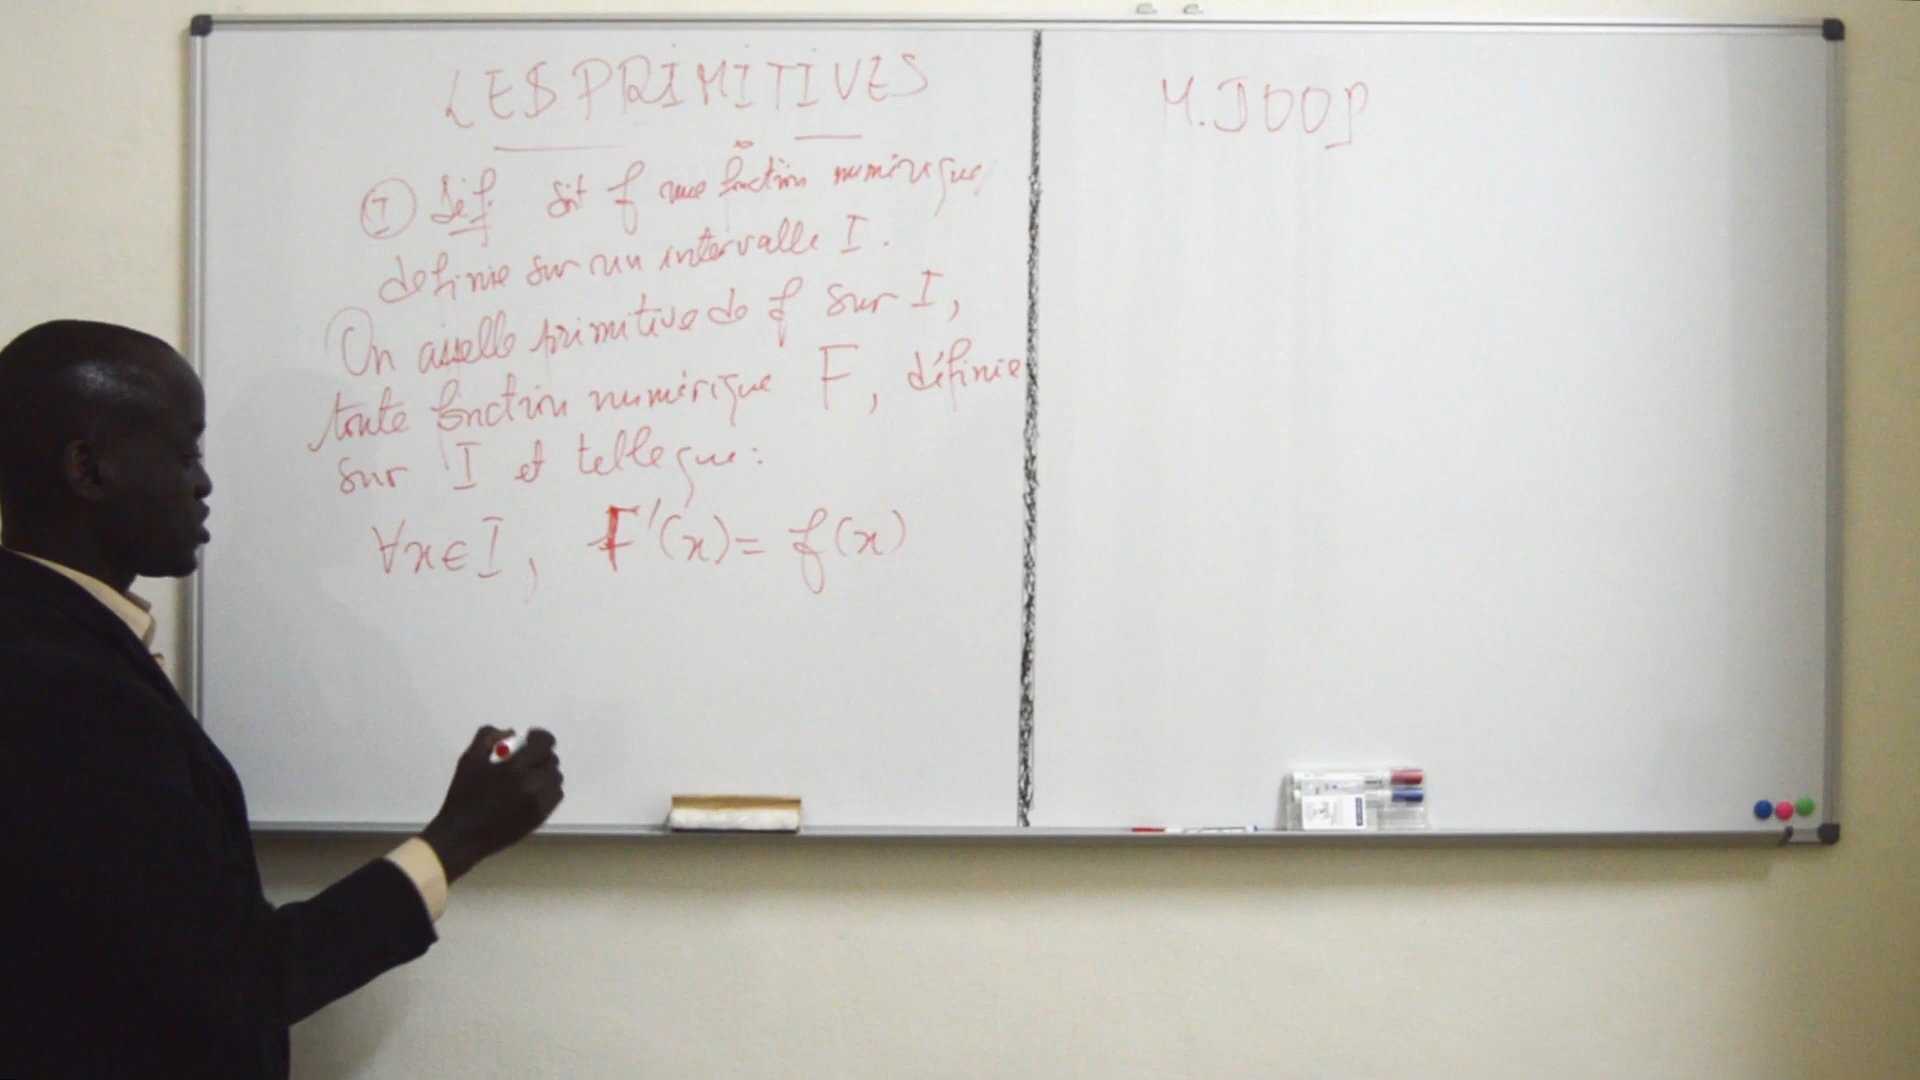 LES PRIMITIVES
I Déf soit f une fonction numérique
définie sur un intervalle I.
On appelle primitive de f sur I,
toute fonction numérique F, définie
sur I et telle que:
∀x∈I, F'(x)= f(x)
M.DOOP